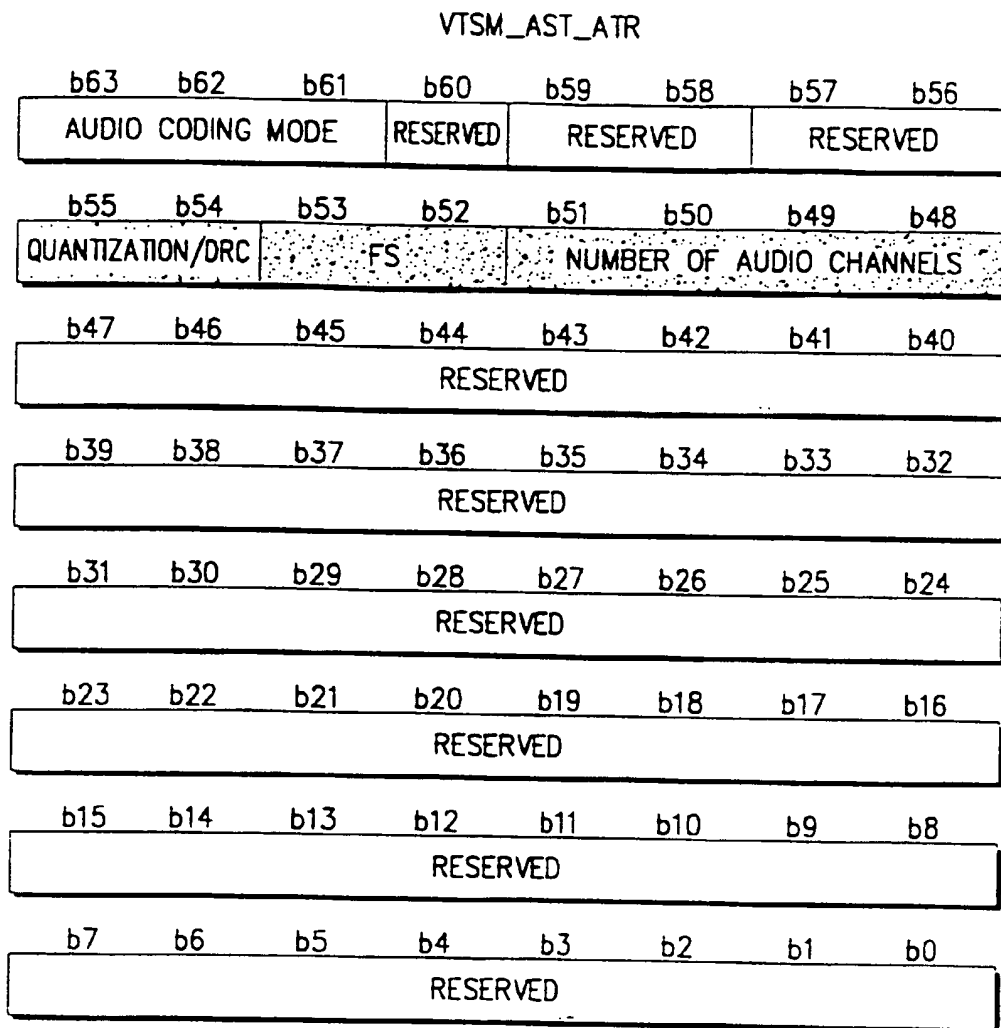 VTSM_AST_ATR
b63 b62 b61 b60 b59 b58 b57 b56
AUDIO CODING MODE RESERVED RESERVED RESERVED
b55 b54 b53 b52 b51 b50 b49 b48
QUANTIZATION/DRC FS NUMBER OF AUDIO CHANNELS
b47 b46 b45 b44 b43 b42 b41 b40
RESERVED
b39 b38 b37 b36 b35 b34 b33 b32
RESERVED
b31 b30 b29 b28 b27 b26 b25 b24
RESERVED
b23 b22 b21 b20 b19 b18 b17 b16
RESERVED
b15 b14 b13 b12 b11 b10 b9 b8
RESERVED
b7 b6 b5 b4 b3 b2 b1 b0
RESERVED